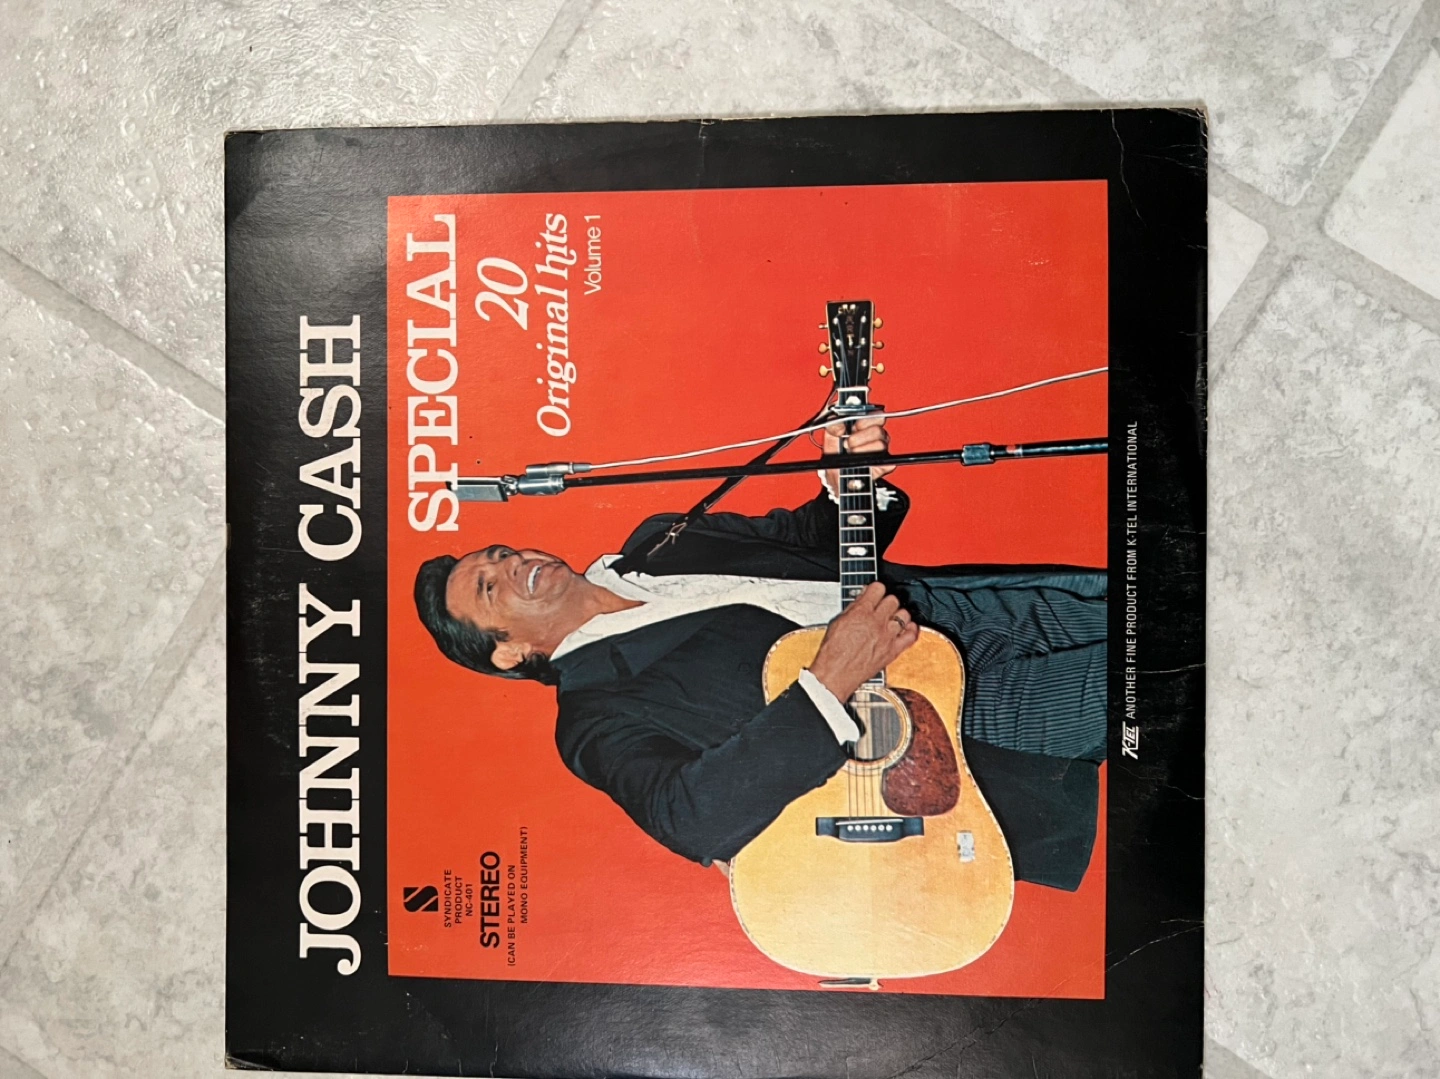 JOHNNY CASH
SPECIAL
20
Original hits
Volume 1
S
SYNDICATE
PRODUCT
NC-401
STEREO
(CAN BE PLAYED ON
MONO EQUIPMENT)
K-TEL ANOTHER FINE PRODUCT FROM K-TEL INTERNATIONAL